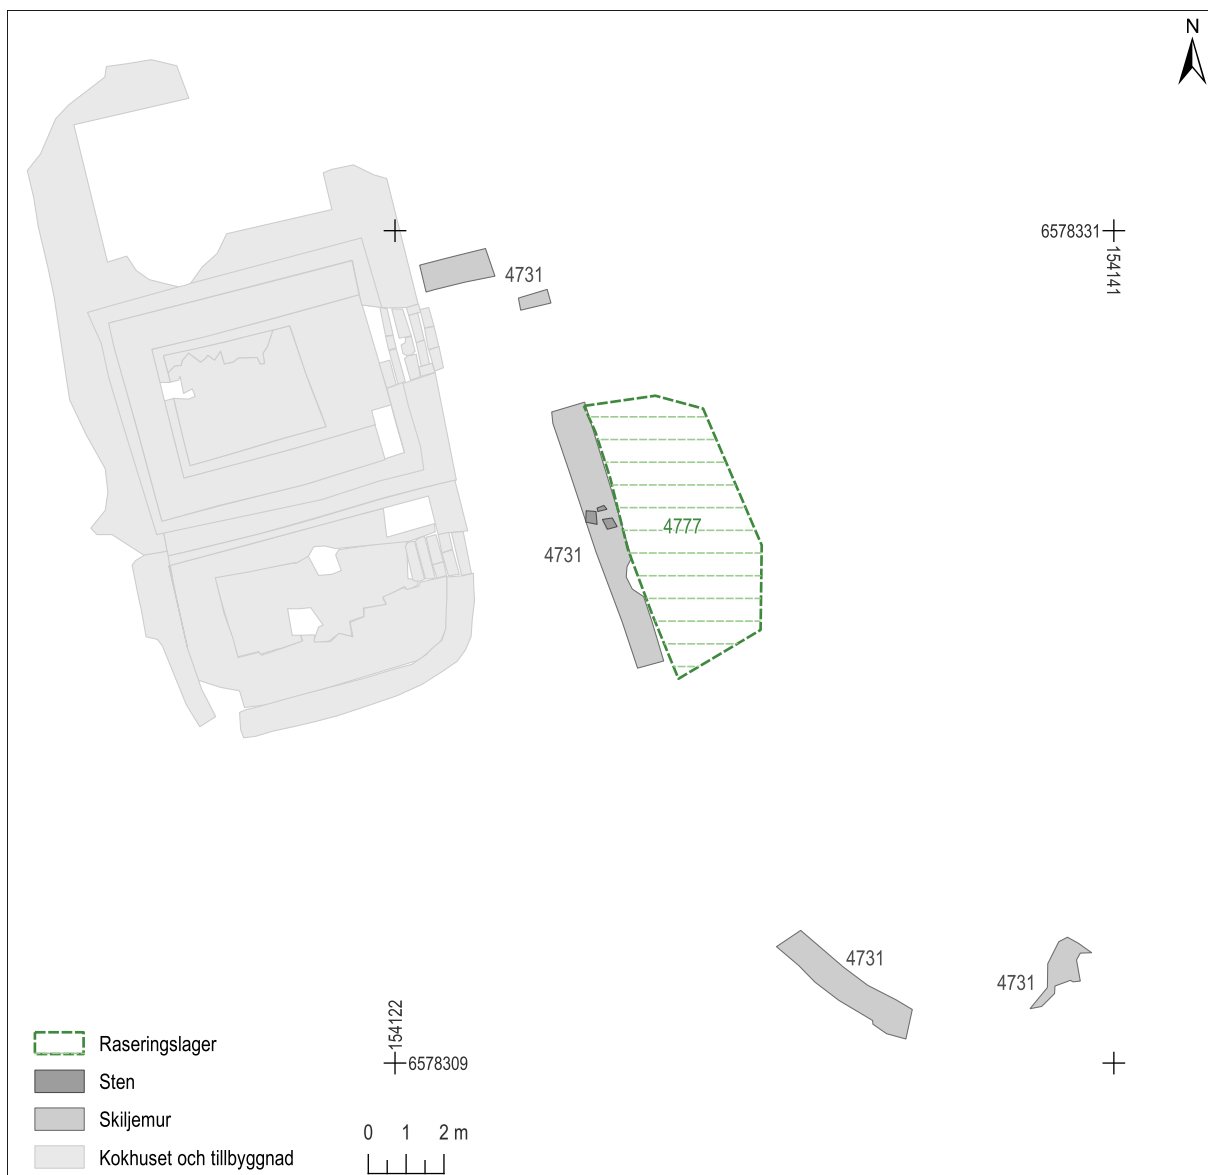 N
6578331
154141
4731
4777
4731
4731
4731
154122
6578309
Raseringslager
Sten
Skiljemur
Kokhuset och tillbyggnad
0 1 2 m